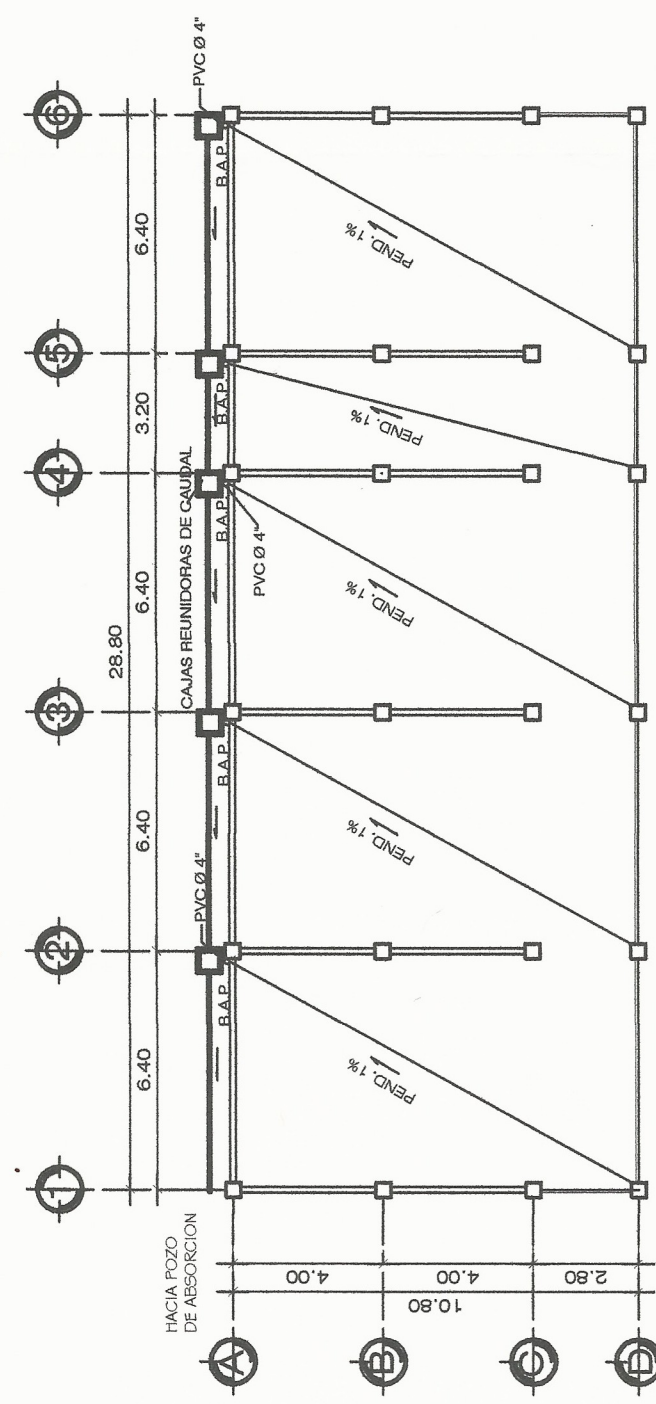 1
2
3
4
5
6
28.80
6.40
6.40
6.40
3.20
6.40
HACIA POZO
DE ABSORCION
PVC Ø 4"
CAJAS REUNIDORAS DE CAUDAL
PVC Ø 4"
B.A.P.
B.A.P.
B.A.P.
B.A.P.
B.A.P.
PVC Ø 4"
PEND. 1%
PEND. 1%
PEND. 1%
PEND. 1%
PEND. 1%
A
B
C
D
4.00
4.00
2.80
10.80